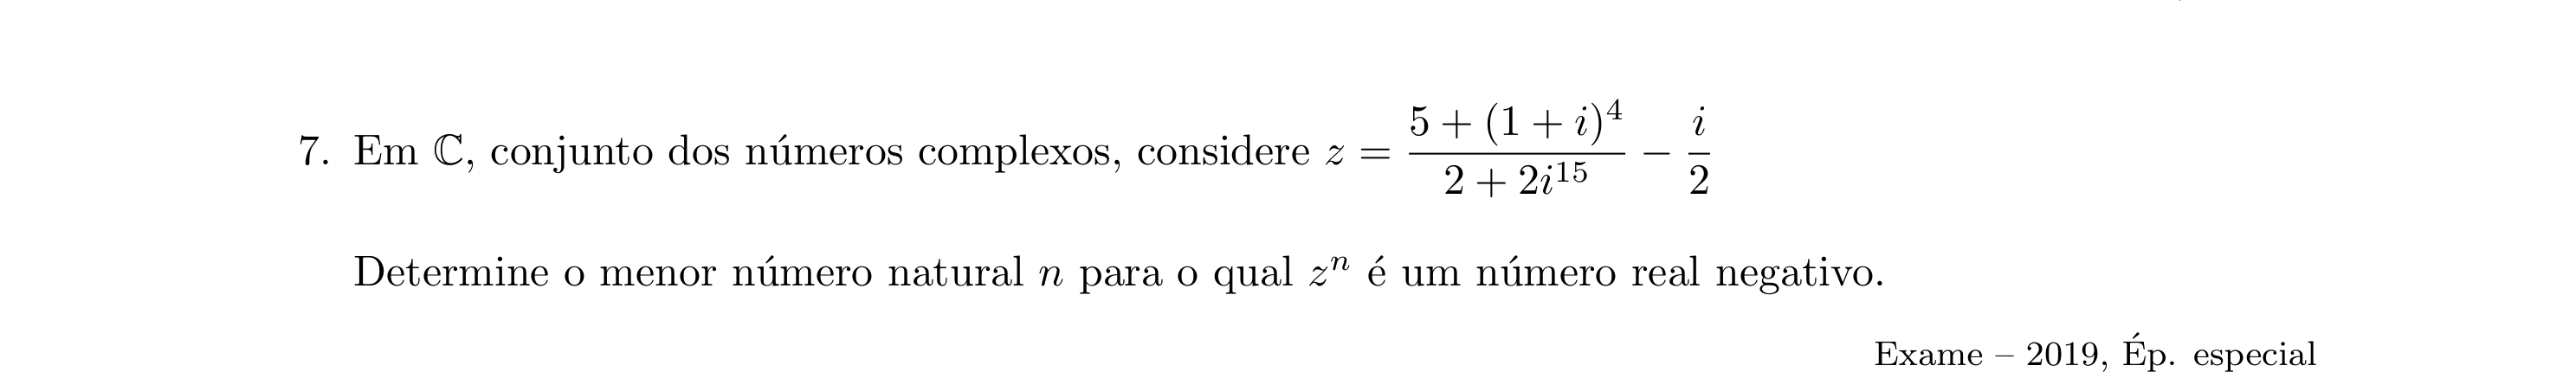 7. Em ℂ, conjunto dos números complexos, considere z = \frac{5 + (1 + i)^4}{2 + 2i^{15}} − \frac{i}{2}
Determine o menor número natural n para o qual z^n é um número real negativo.
Exame – 2019, Ép. especial